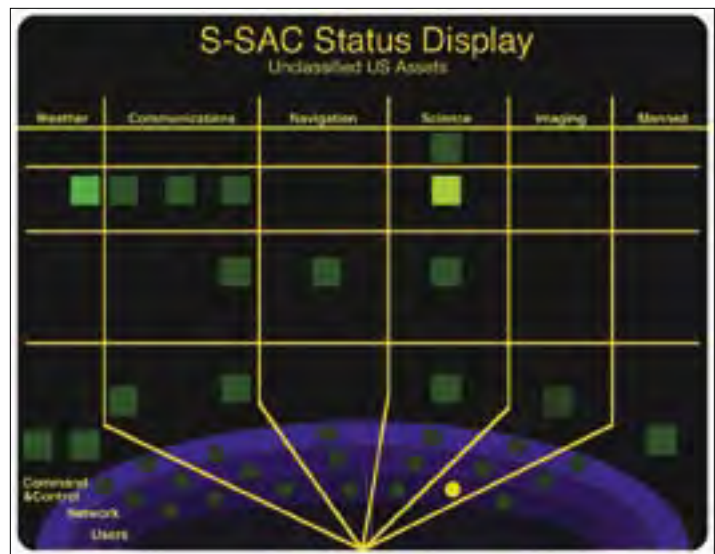 S-SAC Status Display
Unclassified US Assets
Weather Communications Navigation Science Imaging Manned
Command
&Control
Network
Users